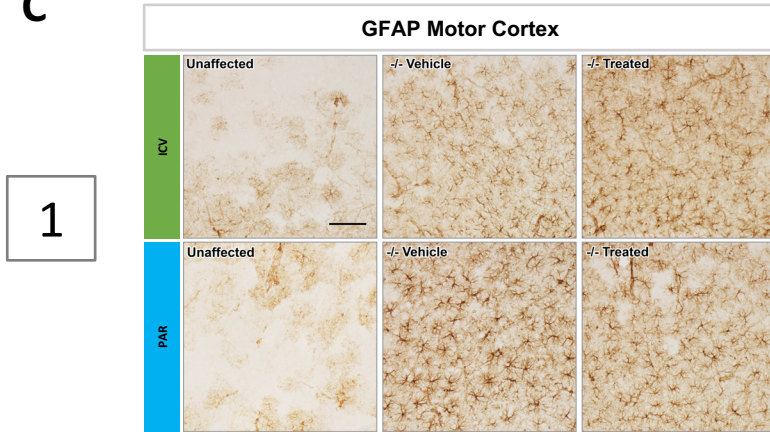 C
GFAP Motor Cortex
Unaffected
-/- Vehicle
-/- Treated
ICV
1
Unaffected
-/- Vehicle
-/- Treated
PAR